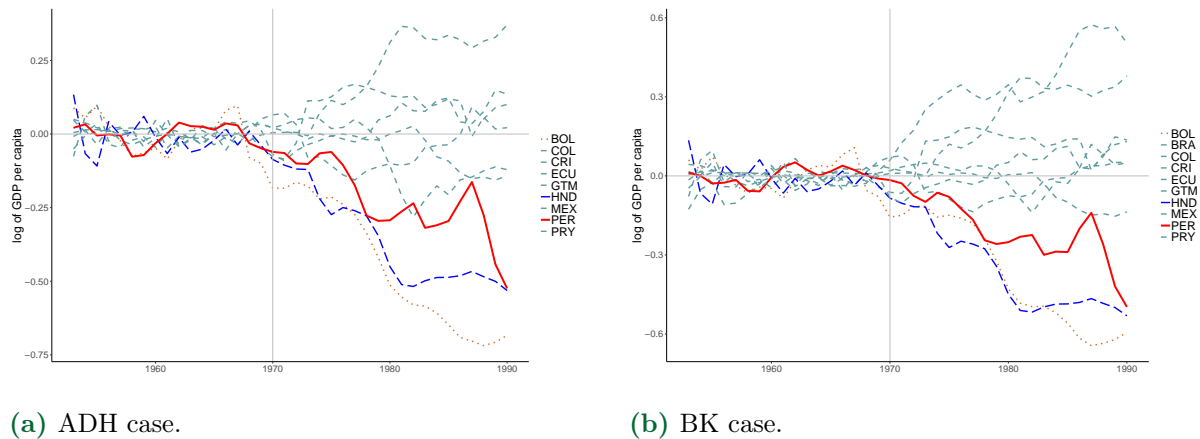 log of GDP per capita
0.25
0.00
−0.25
−0.50
−0.75
1960 1970 1980 1990
BOL
COL
CRI
ECU
GTM
HND
MEX
PER
PRY
(a) ADH case.
log of GDP per capita
0.6
0.3
0.0
−0.3
−0.6
1960 1970 1980 1990
BOL
BRA
COL
CRI
ECU
GTM
HND
MEX
PER
PRY
(b) BK case.